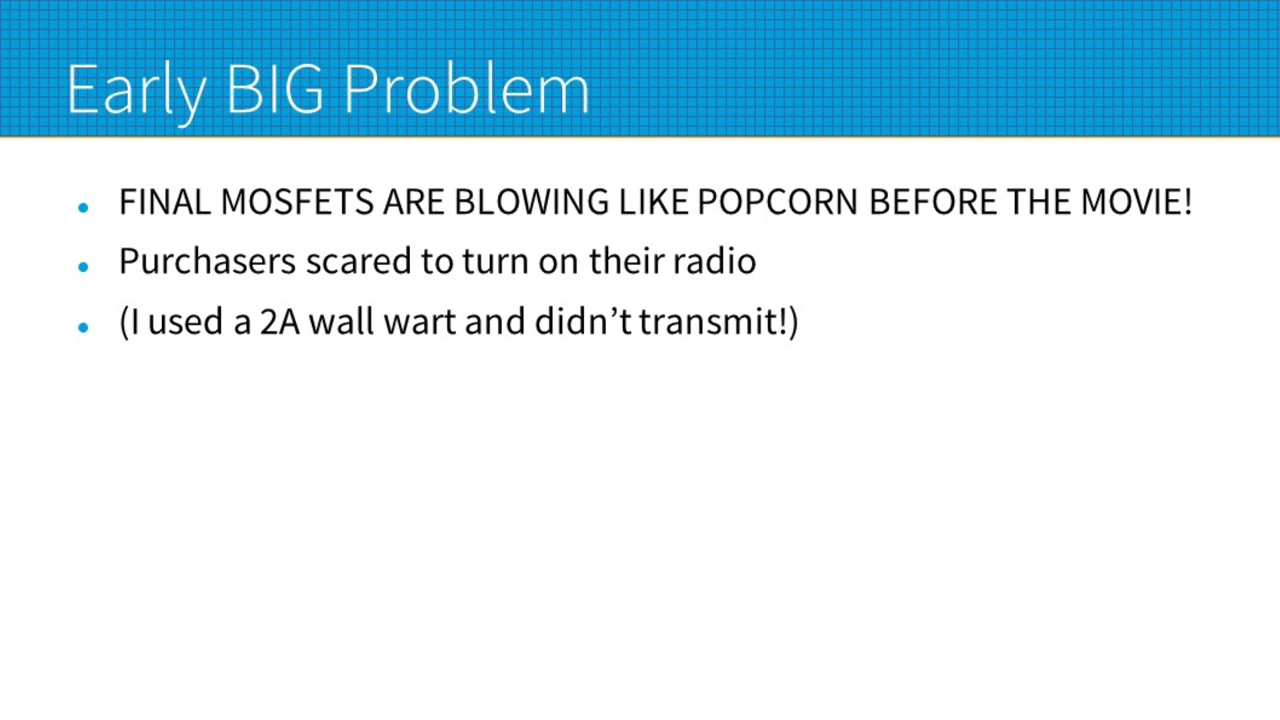 Early BIG Problem
FINAL MOSFETS ARE BLOWING LIKE POPCORN BEFORE THE MOVIE!
Purchasers scared to turn on their radio
(I used a 2A wall wart and didn’t transmit!)